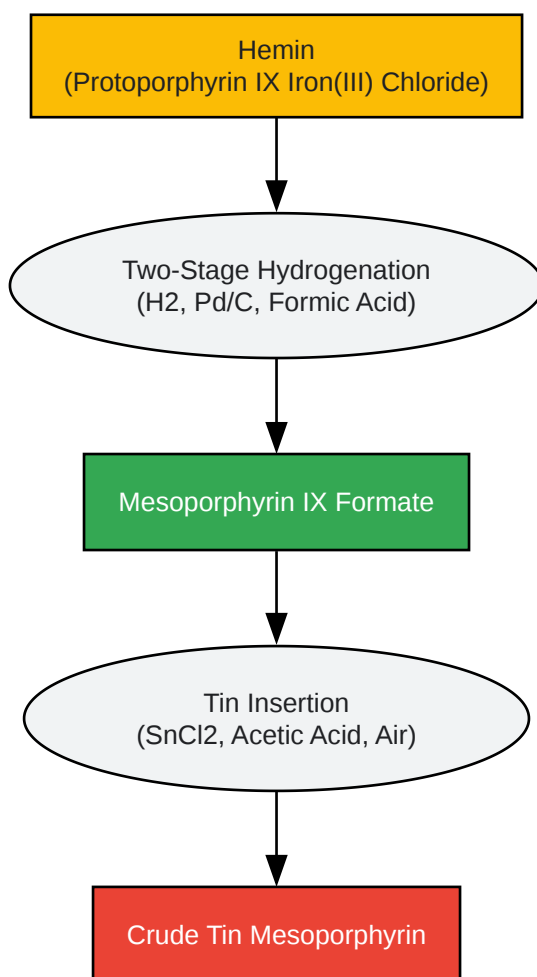 Hemin
(Protoporphyrin IX Iron(III) Chloride)
Two-Stage Hydrogenation
(H2, Pd/C, Formic Acid)
Mesoporphyrin IX Formate
Tin Insertion
(SnCl2, Acetic Acid, Air)
Crude Tin Mesoporphyrin